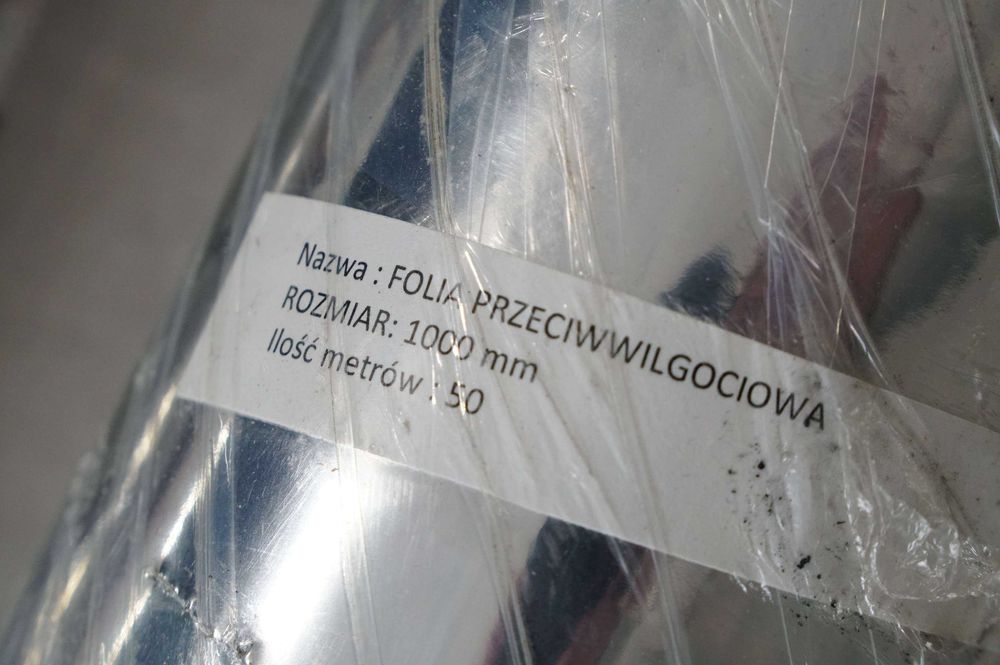 Nazwa : FOLIA PRZECIWWILGOCIOWA
ROZMIAR: 1000 mm
Ilość metrów : 50